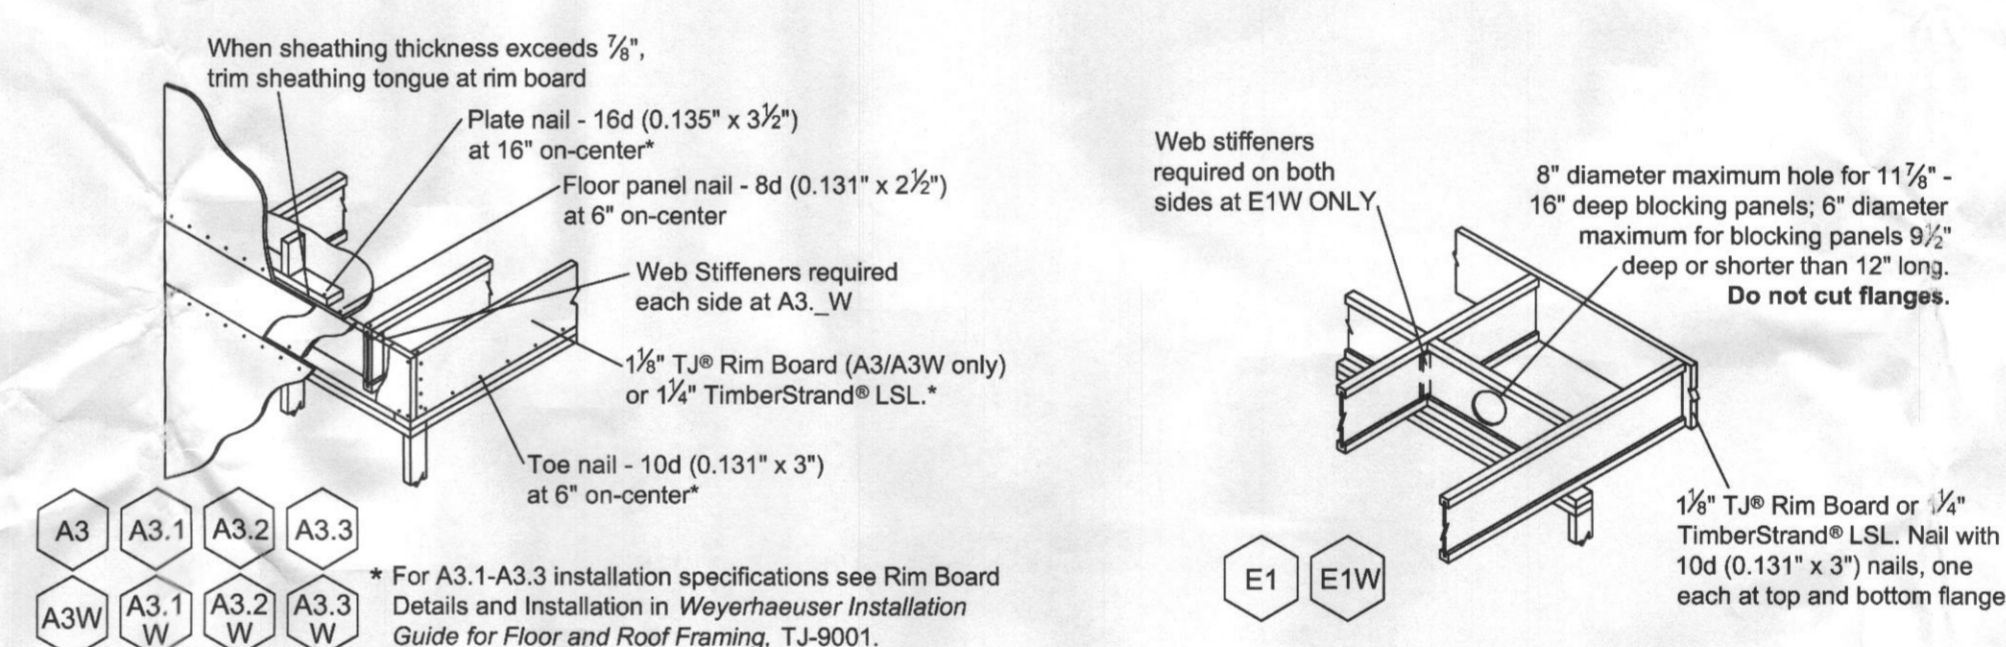 When sheathing thickness exceeds ⅞",
trim sheathing tongue at rim board
Plate nail - 16d (0.135" x 3½")
at 16" on-center*
Floor panel nail - 8d (0.131" x 2½")
at 6" on-center
Web Stiffeners required
each side at A3._W
1⅛" TJ® Rim Board (A3/A3W only)
or 1¼" TimberStrand® LSL.*
Toe nail - 10d (0.131" x 3")
at 6" on-center*
A3 A3.1 A3.2 A3.3
A3W A3.1 W A3.2 W A3.3 W
* For A3.1-A3.3 installation specifications see Rim Board
Details and Installation in Weyerhaeuser Installation
Guide for Floor and Roof Framing, TJ-9001.
Web stiffeners
required on both
sides at E1W ONLY
8" diameter maximum hole for 11⅞" -
16" deep blocking panels; 6" diameter
maximum for blocking panels 9½"
deep or shorter than 12" long.
Do not cut flanges.
1⅛" TJ® Rim Board or 1¼"
TimberStrand® LSL. Nail with
10d (0.131" x 3") nails, one
each at top and bottom flange
E1 E1W